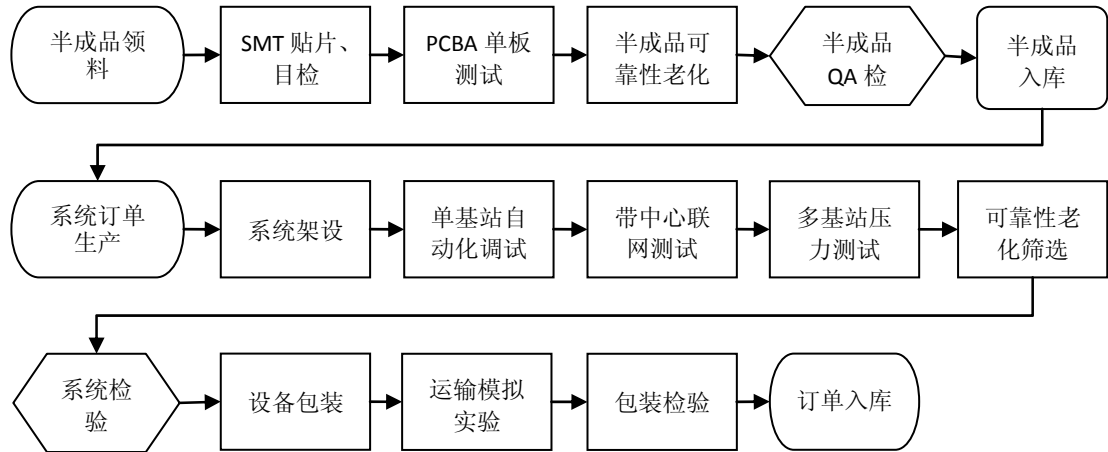 半成品领
料
SMT 贴片、
目检
PCBA 单板
测试
半成品可
靠性老化
半成品
QA 检
半成品
入库
系统订单
生产
系统架设
单基站自
动化调试
带中心联
网测试
多基站压
力测试
可靠性老
化筛选
系统检
验
设备包装
运输模拟
实验
包装检验
订单入库